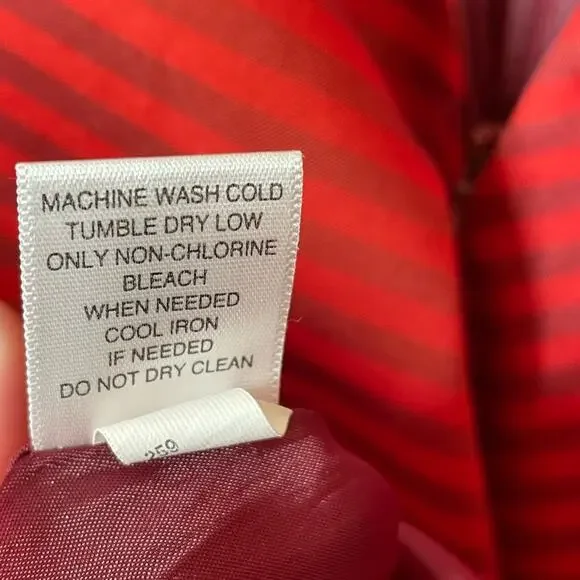 MACHINE WASH COLD
TUMBLE DRY LOW
ONLY NON-CHLORINE
BLEACH
WHEN NEEDED
COOL IRON
IF NEEDED
DO NOT DRY CLEAN